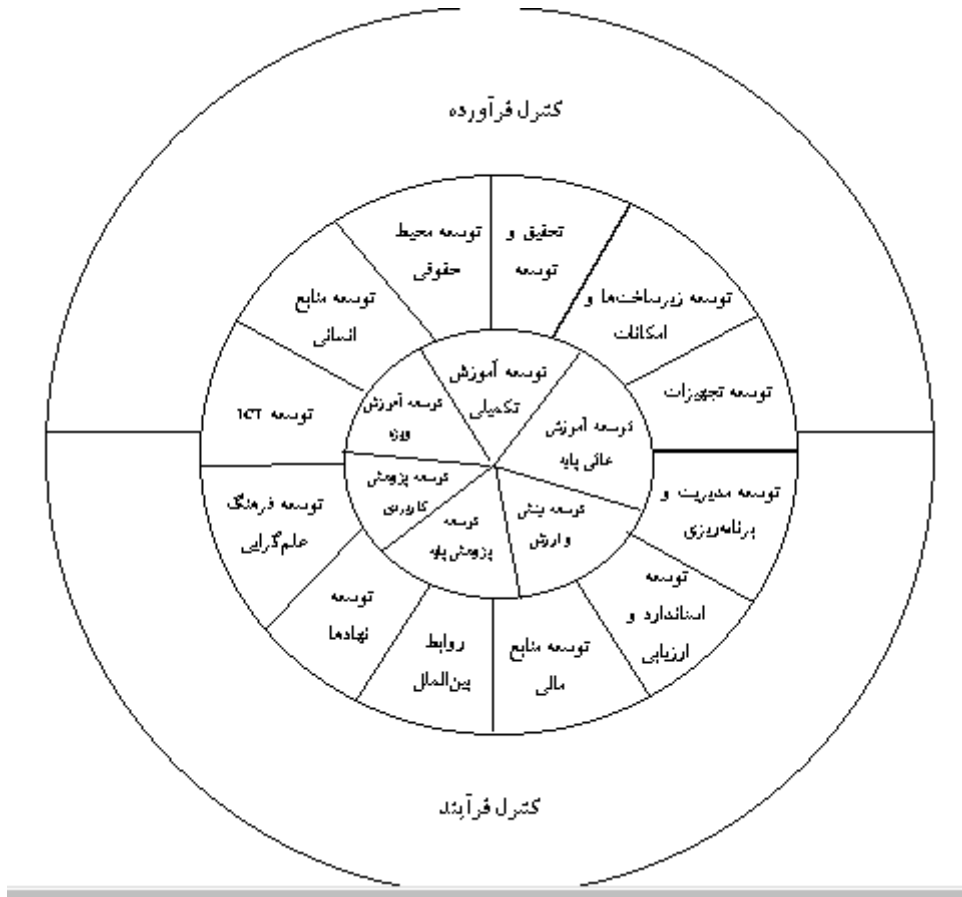 کنترل فرآورده
تحقیق و
توسعه
توسعه زیرساخت‌ها و
امکانات
توسعه تجهیزات
توسعه مدیریت و
برنامه‌ریزی
توسعه
استاندارد و
ارزیابی
توسعه منابع
مالی
روابط
بین‌الملل
توسعه
نهادها
توسعه فرهنگ
علم‌گرایی
توسعه ICT
توسعه منابع
انسانی
توسعه محیط
حقوقی
توسعه آموزش
تکمیلی
توسعه آموزش
عالی پایه
توسعه بینش
و ارزش
توسعه
پژوهش پایه
توسعه پژوهش
کاربردی
توسعه آموزش
ویژه
کنترل فرآیند